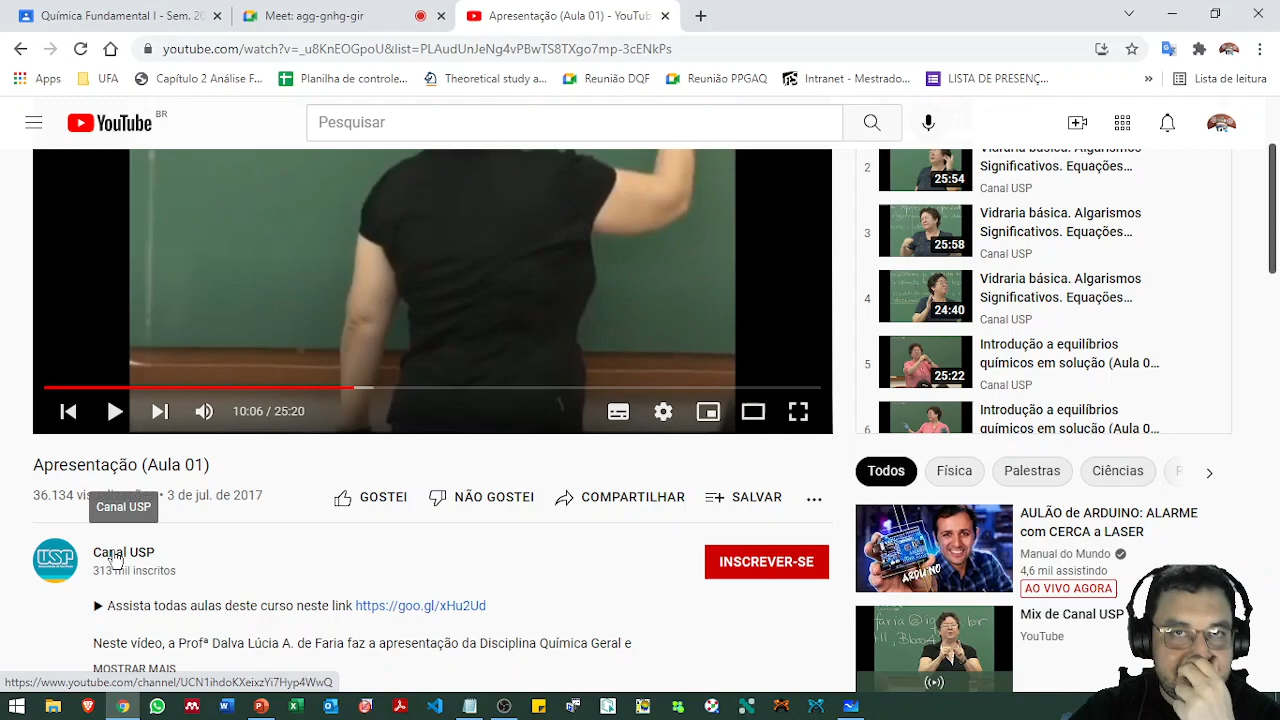 Química Fundamental I - Sem. 20
Meet: agg-gnhg-gir
Apresentação (Aula 01) - YouTub
youtube.com/watch?v=_u8KnEOGpoU&list=PLAudUnJeNg4vPBwTS8TXgo7mp-3cENkPs
Apps
UFA
Capítulo 2 Análise F...
Planilha de controle...
Theoretical study a...
Reunião DQF
Reunião PPGAQ
Intranet - Mestrado...
LISTA DE PRESENÇ...
»
Lista de leitura
YouTube
BR
Pesquisar
2
25:54
Vidraria básica. Algarismos
Significativos. Equações...
Canal USP
3
25:58
Vidraria básica. Algarismos
Significativos. Equações...
Canal USP
4
24:40
Vidraria básica. Algarismos
Significativos. Equações...
Canal USP
5
25:22
Introdução a equilíbrios
químicos em solução (Aula 0...
Canal USP
6
Introdução a equilíbrios
químicos em solução (Aula 0...
10:06 / 25:20
Apresentação (Aula 01)
36.134 visualizações • 3 de jul. de 2017
GOSTEI
NÃO GOSTEI
COMPARTILHAR
SALVAR
Canal USP
USP
Canal USP
313 mil inscritos
INSCREVER-SE
▶ Assista todas aulas deste curso neste link https://goo.gl/xHu2Ud
Neste vídeo, a Profª Dalva Lúcia A. de Faria faz a apresentação da Disciplina Química Geral e
MOSTRAR MAIS
https://www.youtube.com/channel/UCN1ihdoKXeixzYi7Hyp4WwQ
Todos
Física
Palestras
Ciências
ARDUÍNO
AULÃO DE ARDUINO: ALARME
com CERCA a LASER
Manual do Mundo
4,6 mil assistindo
AO VIVO AGORA
Mix de Canal USP
YouTube